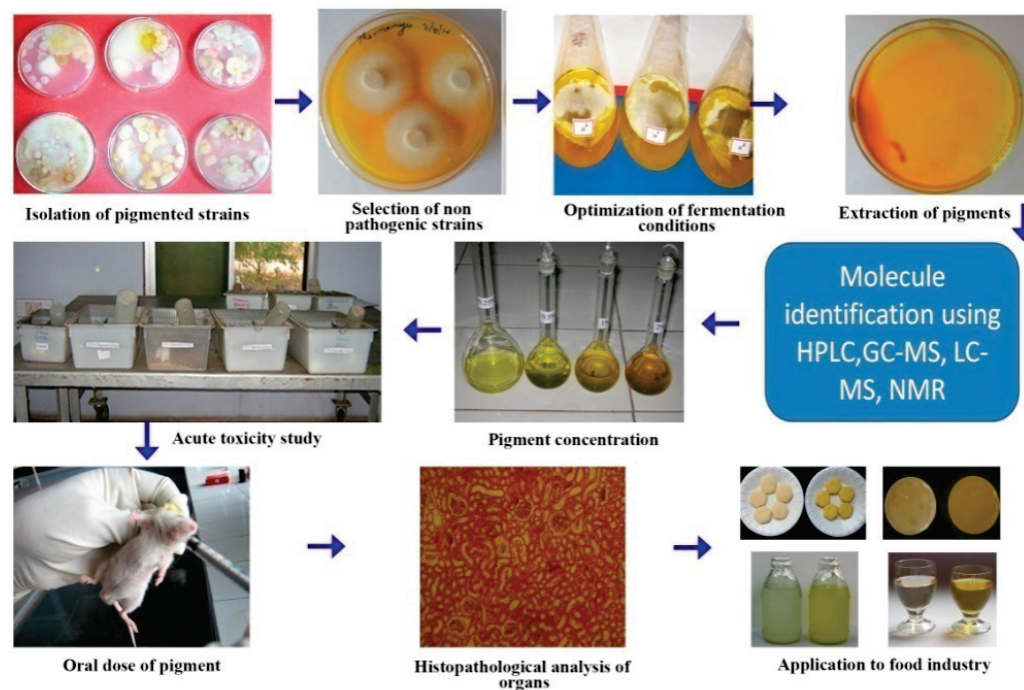 Isolation of pigmented strains
Selection of non
pathogenic strains
Optimization of fermentation
conditions
Extraction of pigments
Molecule
identification using
HPLC,GC-MS, LC-
MS, NMR
Pigment concentration
Acute toxicity study
Oral dose of pigment
Histopathological analysis of
organs
Application to food industry